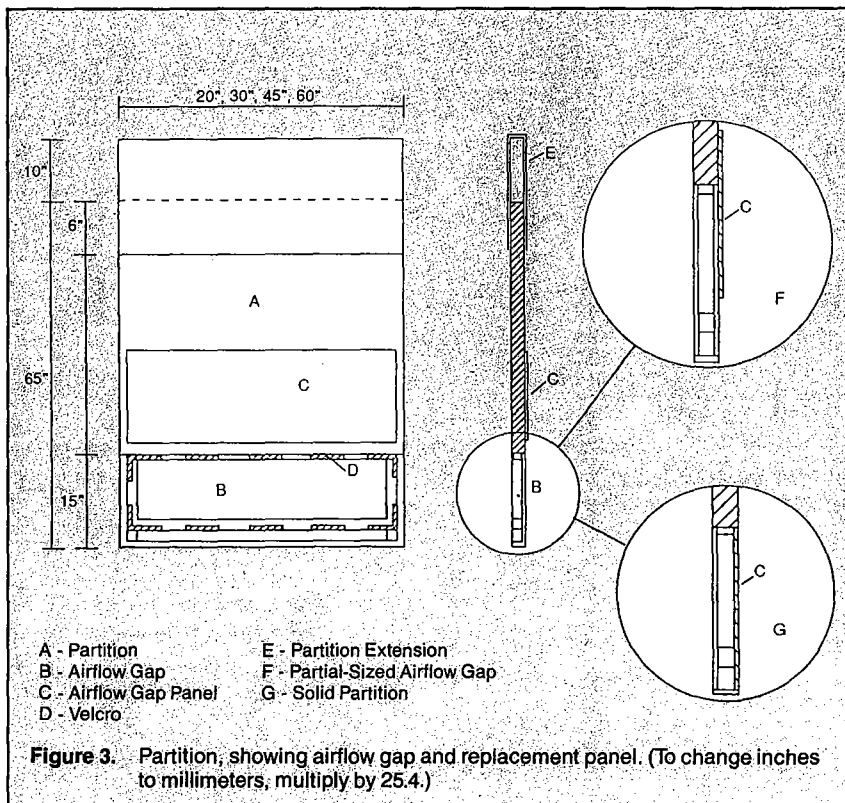 20", 30", 45", 60"
10"
E
6"
C
A
F
65"
C
C
D
B
B
15"
C
G
A - Partition
B - Airflow Gap
C - Airflow Gap Panel
D - Velcro
E - Partition Extension
F - Partial-Sized Airflow Gap
G - Solid Partition
Figure 3. Partition, showing airflow gap and replacement panel. (To change inches
to millimeters, multiply by 25.4.)